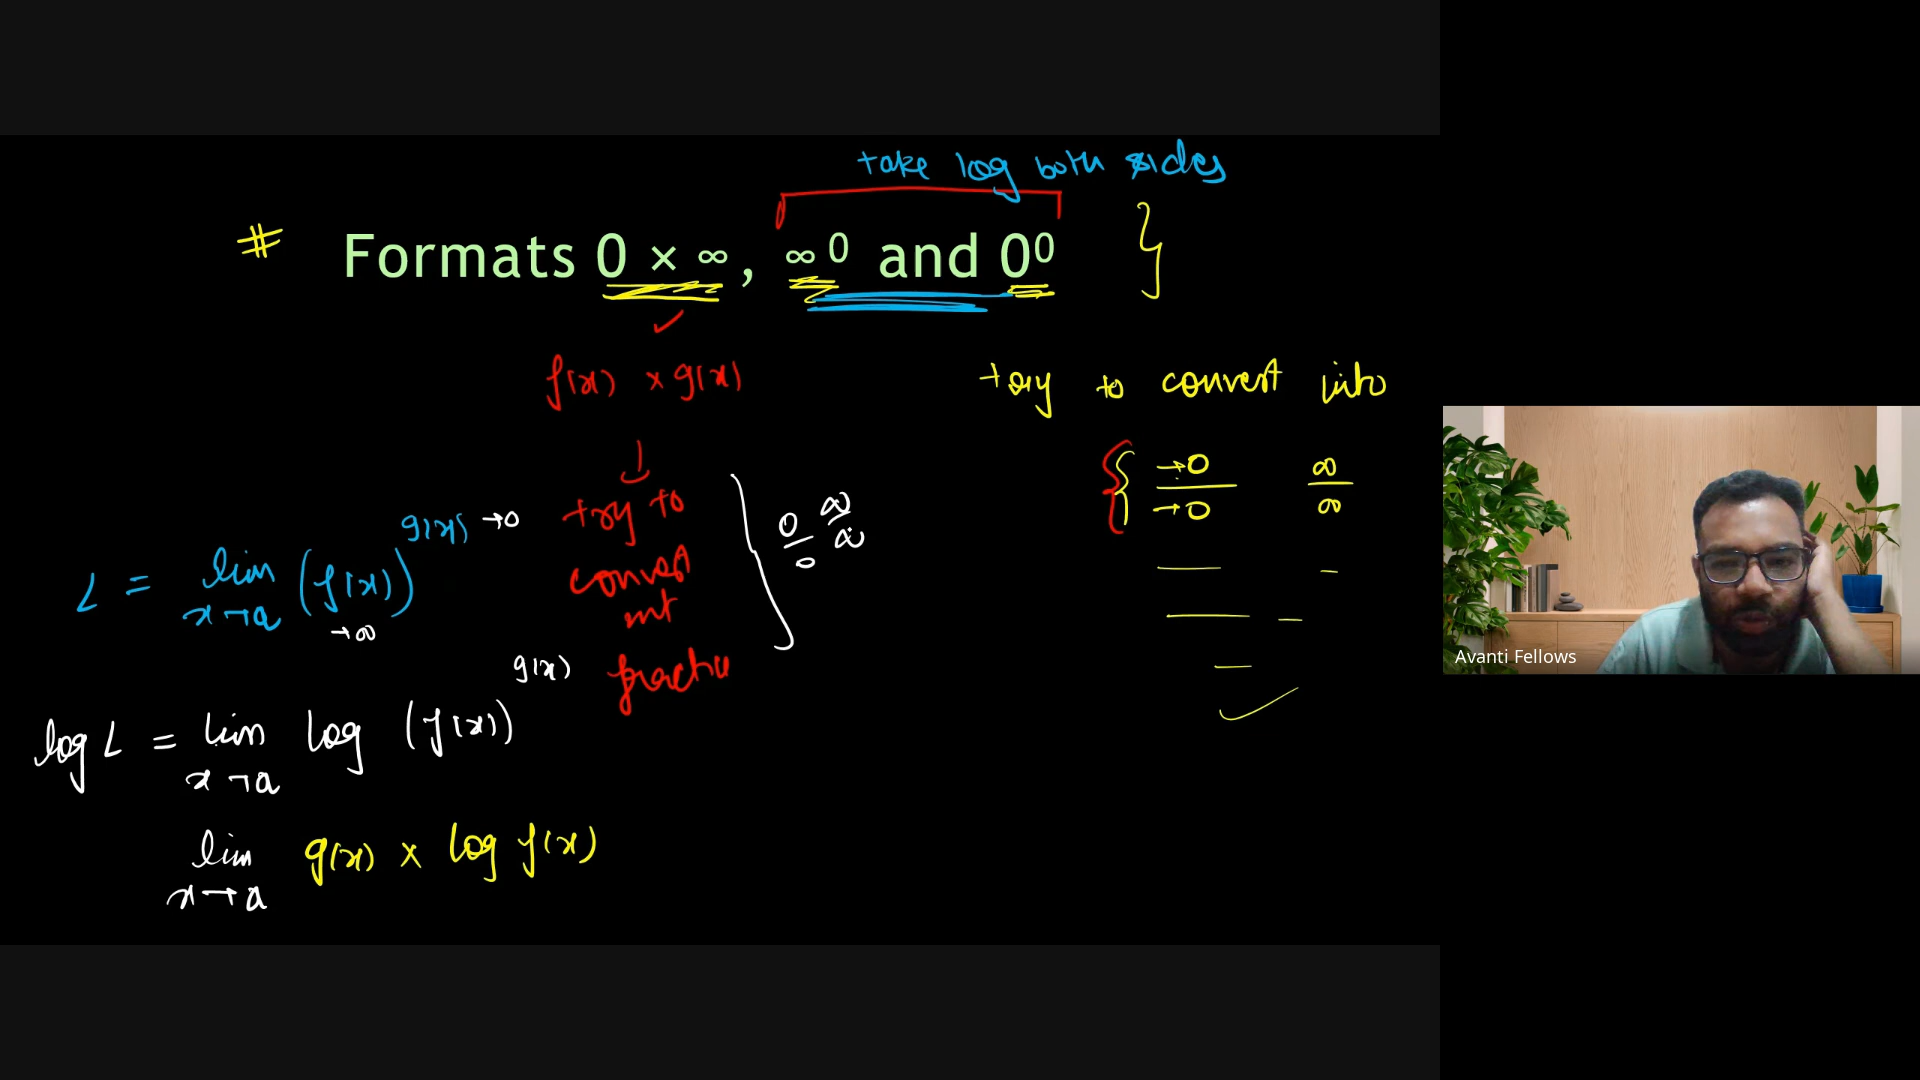 take log both sides
# Formats 0 × ∞, ∞⁰ and 0⁰ }
f(x) × g(x)
try to convert into
→0 / →0   ∞ / ∞
try to
convert
int
fractio
0/0 ∞/∞
L = lim x→a (f(x))^g(x) →0
→∞
log L = lim x→a log (f(x))^g(x)
lim x→a g(x) × log f(x)
Avanti Fellows